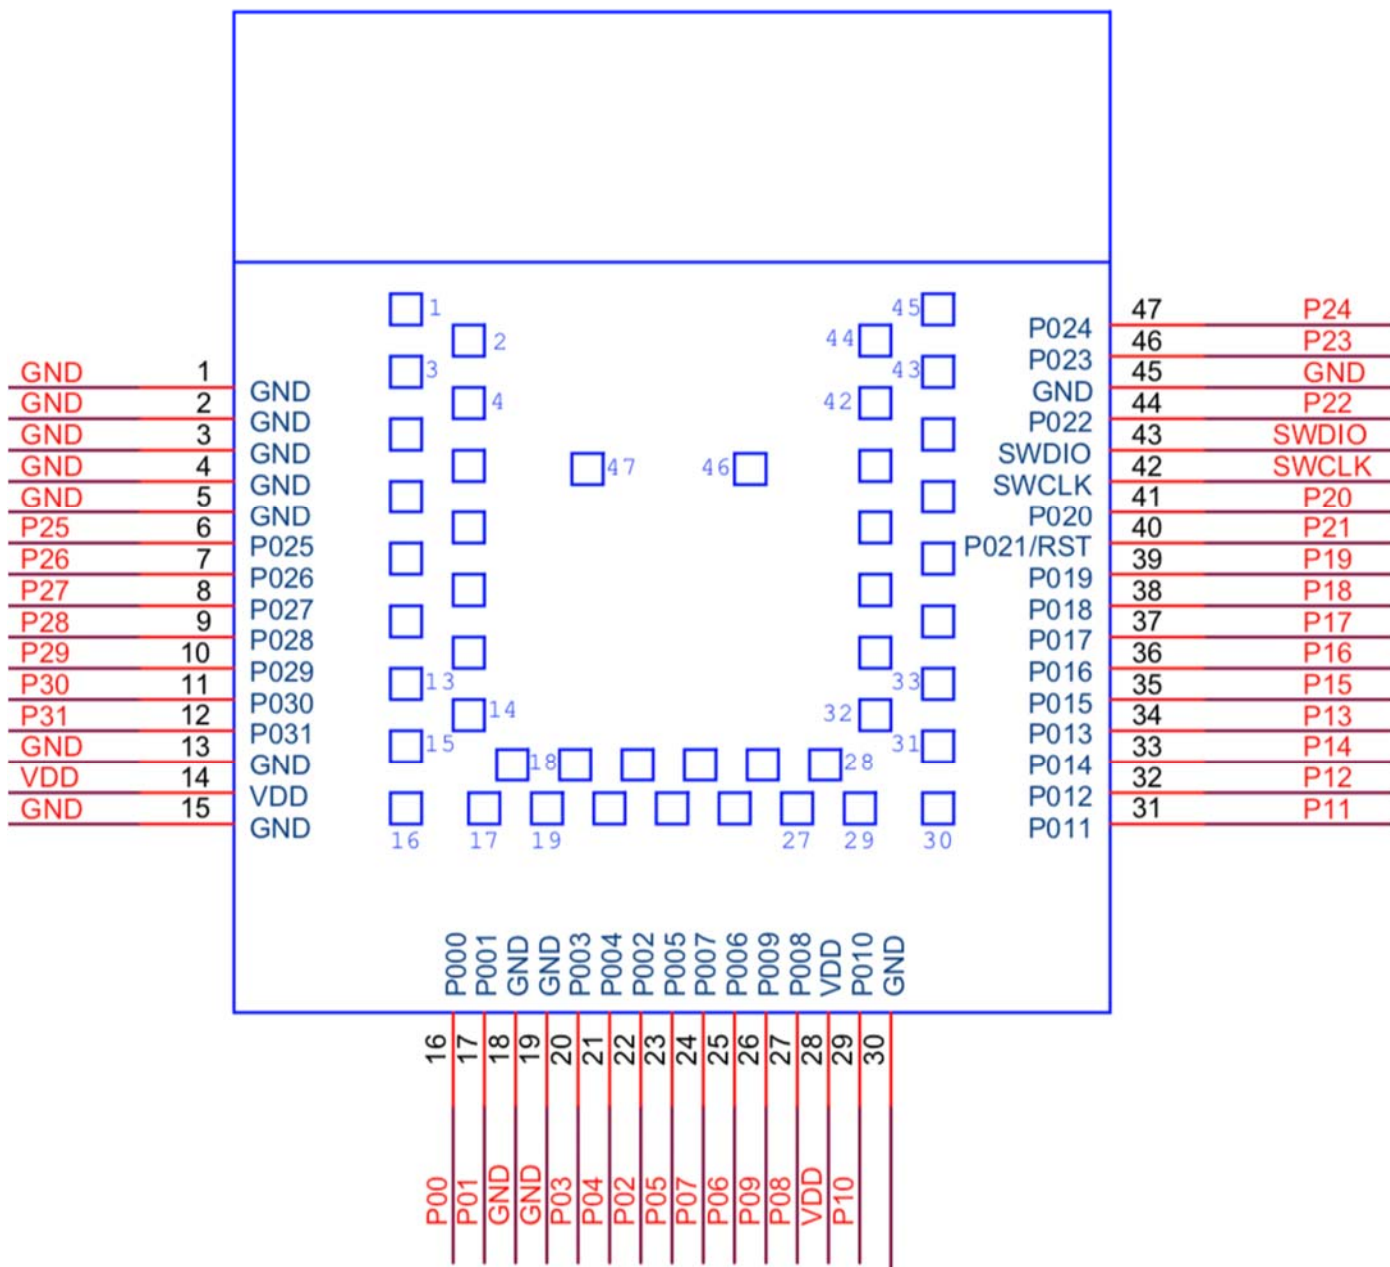 1
45
2
44
3
43
4
42
47
46
13
33
14
32
15
31
18
28
16
17
19
27
29
30
GND 1 GND
GND 2 GND
GND 3 GND
GND 4 GND
GND 5 GND
P25 6 P025
P26 7 P026
P27 8 P027
P28 9 P028
P29 10 P029
P30 11 P030
P31 12 P031
GND 13 GND
VDD 14 VDD
GND 15 GND
P024 47 P24
P023 46 P23
GND 45 GND
P022 44 P22
SWDIO 43 SWDIO
SWCLK 42 SWCLK
P020 41 P20
P021/RST 40 P21
P019 39 P19
P018 38 P18
P017 37 P17
P016 36 P16
P015 35 P15
P013 34 P13
P014 33 P14
P012 32 P12
P011 31 P11
P000 16 P00
P001 17 P01
GND 18 GND
GND 19 GND
P003 20 P03
P004 21 P04
P002 22 P02
P005 23 P05
P007 24 P07
P006 25 P06
P009 26 P09
P008 27 P08
VDD 28 VDD
P010 29 P10
GND 30